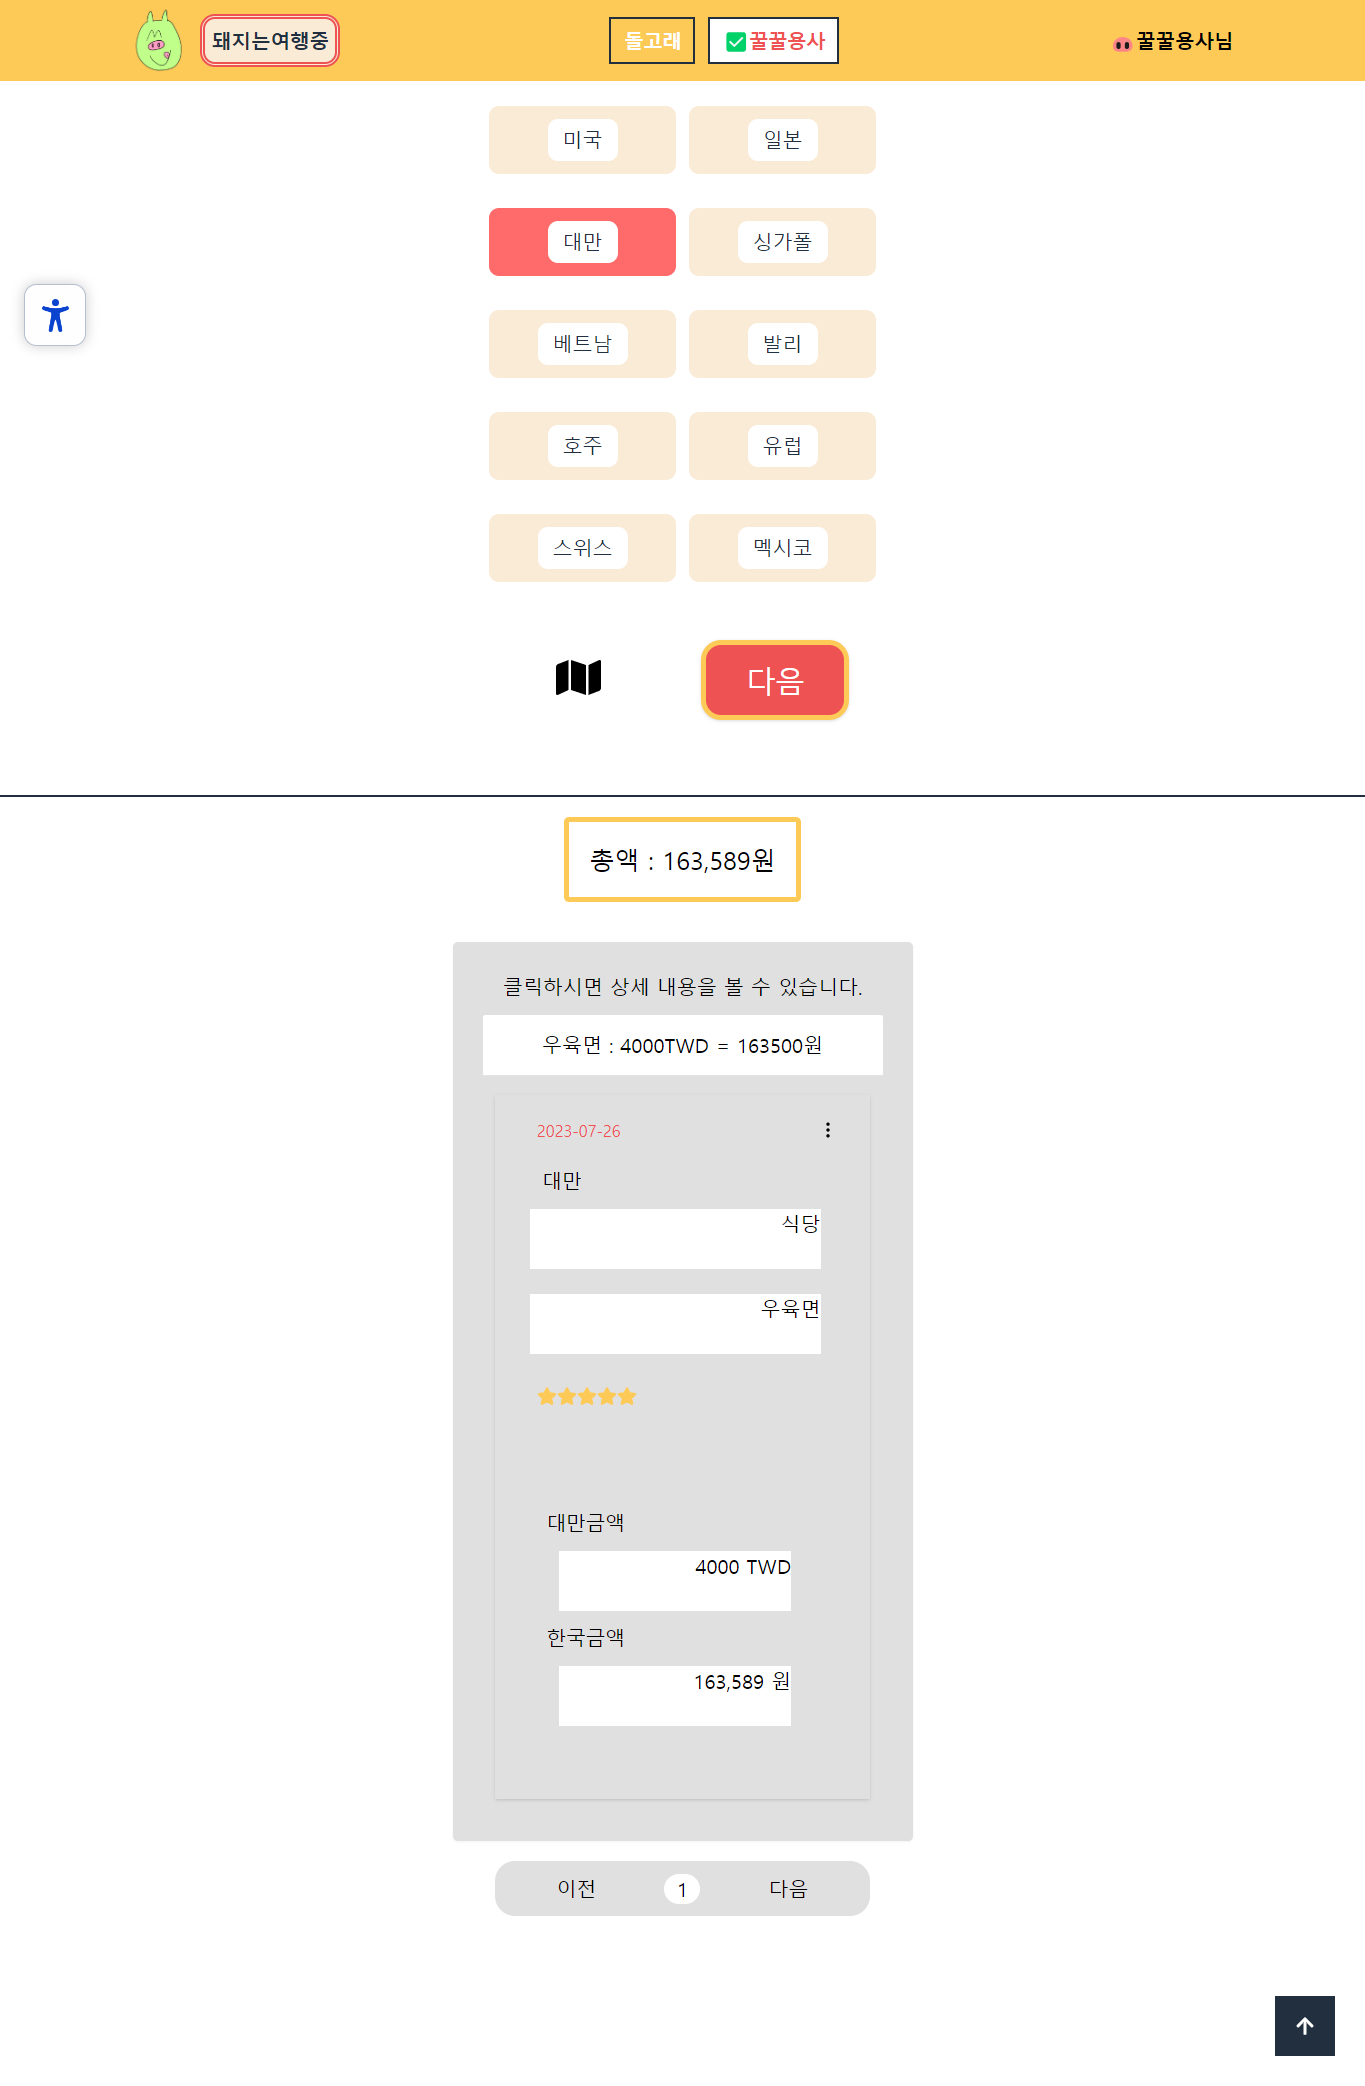 돼지는여행중
돌고래
꿀꿀용사
꿀꿀용사님
미국
일본
대만
싱가폴
베트남
발리
호주
유럽
스위스
멕시코
다음
총액 : 163,589원
클릭하시면 상세 내용을 볼 수 있습니다.
우육면 : 4000TWD = 163500원
2023-07-26
대만
식당
우육면
대만금액
4000 TWD
한국금액
163,589 원
이전
1
다음